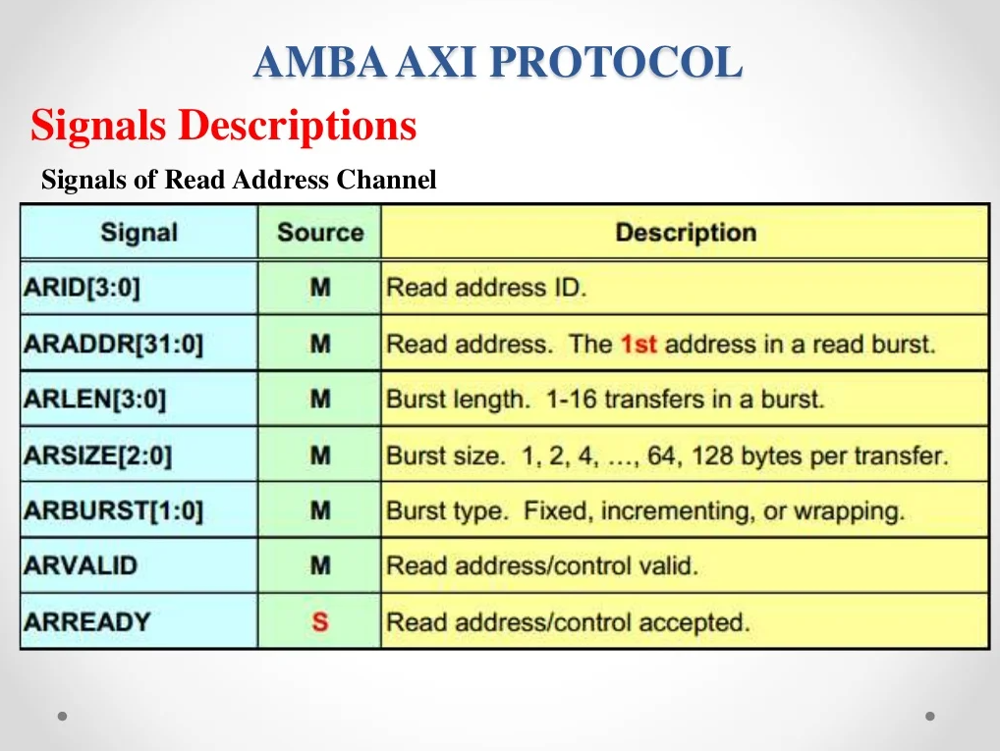 AMBA AXI PROTOCOL
Signals Descriptions
Signals of Read Address Channel
Signal Source Description
ARID[3:0] M Read address ID.
ARADDR[31:0] M Read address. The 1st address in a read burst.
ARLEN[3:0] M Burst length. 1-16 transfers in a burst.
ARSIZE[2:0] M Burst size. 1, 2, 4, ..., 64, 128 bytes per transfer.
ARBURST[1:0] M Burst type. Fixed, incrementing, or wrapping.
ARVALID M Read address/control valid.
ARREADY S Read address/control accepted.